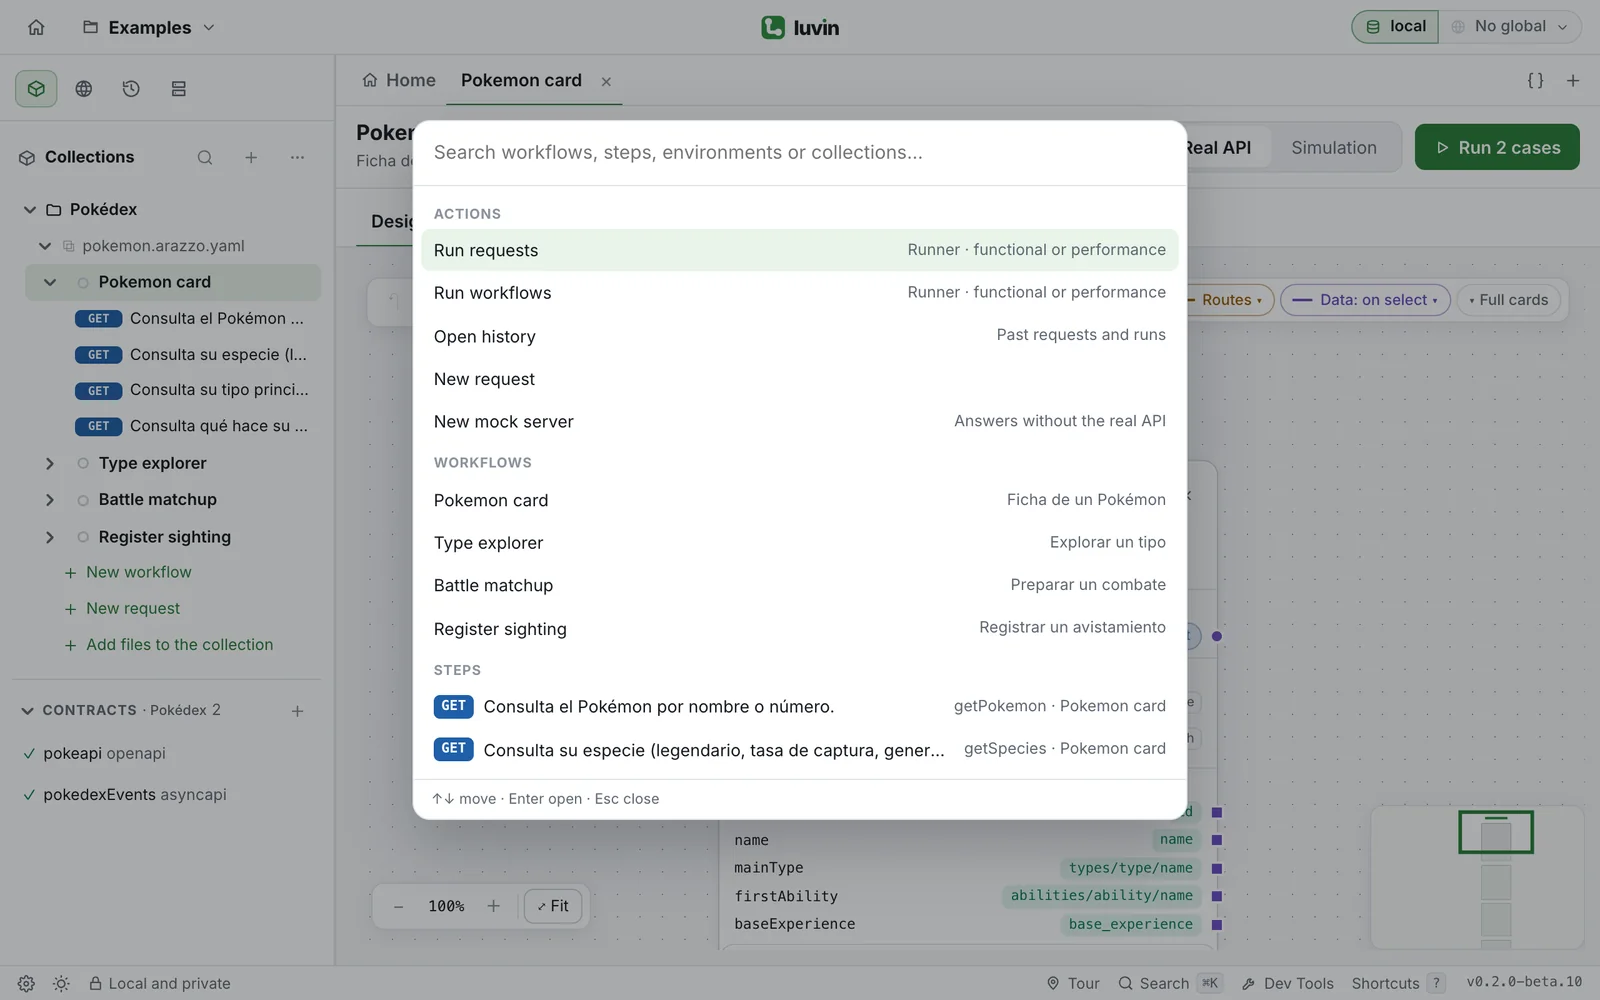 Examples
luvin
local
No global
Home
Pokemon card
Collections
Pokédex
pokemon.arazzo.yaml
Pokemon card
GET Consulta el Pokémon ...
GET Consulta su especie (l...
GET Consulta su tipo princi...
GET Consulta qué hace su ...
Type explorer
Battle matchup
Register sighting
+ New workflow
+ New request
+ Add files to the collection
CONTRACTS · Pokédex 2
pokeapi openapi
pokedexEvents asyncapi
Real API
Simulation
Run 2 cases
Routes
Data: on select
Full cards
Search workflows, steps, environments or collections...
ACTIONS
Run requests Runner · functional or performance
Run workflows Runner · functional or performance
Open history Past requests and runs
New request
New mock server Answers without the real API
WORKFLOWS
Pokemon card Ficha de un Pokémon
Type explorer Explorar un tipo
Battle matchup Preparar un combate
Register sighting Registrar un avistamiento
STEPS
GET Consulta el Pokémon por nombre o número. getPokemon · Pokemon card
GET Consulta su especie (legendario, tasa de captura, gener... getSpecies · Pokemon card
↑↓ move · Enter open · Esc close
name name
mainType types/type/name
firstAbility abilities/ability/name
baseExperience base_experience
− 100% +
Fit
Local and private
Tour
Search ⌘K
Dev Tools
Shortcuts ?
v0.2.0-beta.10